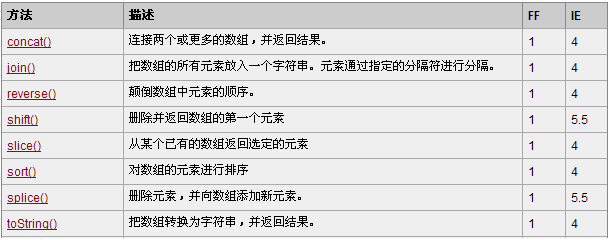 方法 描述 FF IE
concat() 连接两个或更多的数组，并返回结果。 1 4
join() 把数组的所有元素放入一个字符串。元素通过指定的分隔符进行分隔。 1 4
reverse() 颠倒数组中元素的顺序。 1 4
shift() 删除并返回数组的第一个元素 1 5.5
slice() 从某个已有的数组返回选定的元素 1 4
sort() 对数组的元素进行排序 1 4
splice() 删除元素，并向数组添加新元素。 1 5.5
toString() 把数组转换为字符串，并返回结果。 1 4